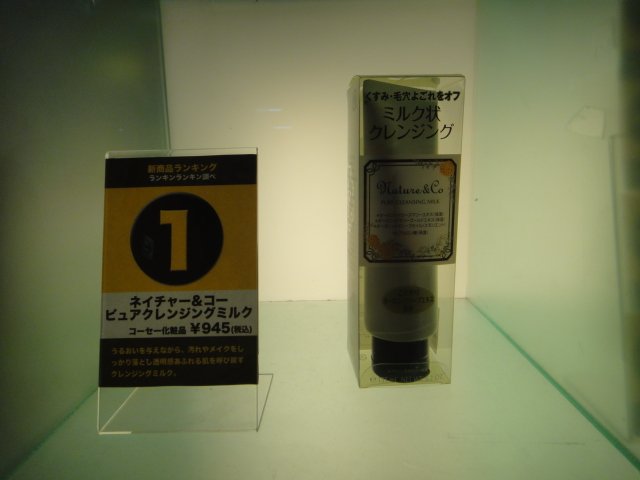 新商品ランキング
ランキンランキン調べ
1
ネイチャー&コー
ピュアクレンジングミルク
コーセー化粧品 ¥945(税込)
うるおいを与えながら、汚れやメイクをし
っかり落とし透明感あふれる肌を呼び戻す
クレンジングミルク。
くすみ・毛穴よごれをオフ
ミルク状
クレンジング
Nature&Co
PURE CLEANSING MILK